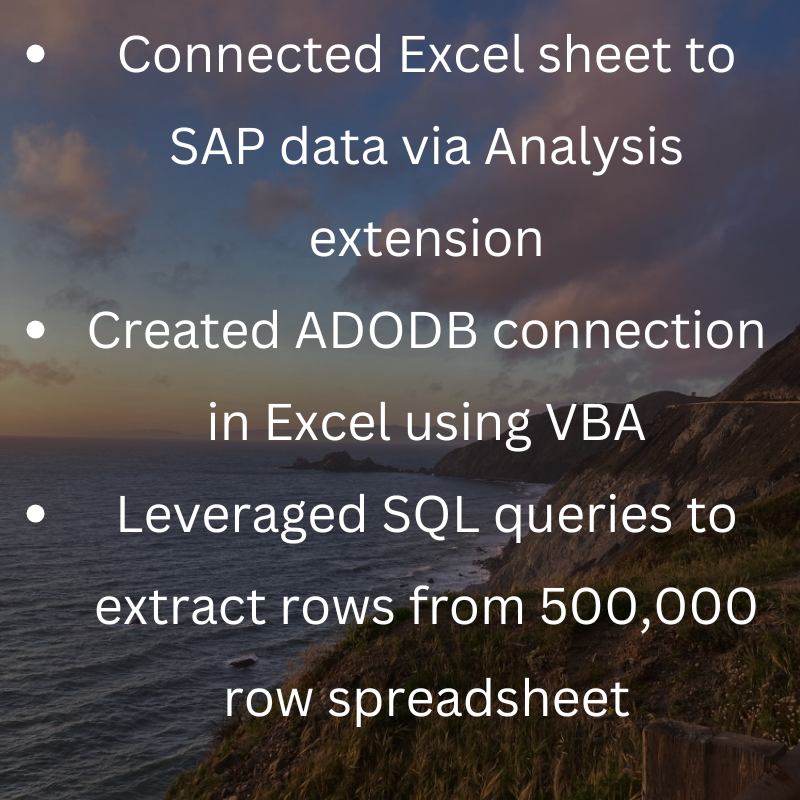 • Connected Excel sheet to
SAP data via Analysis
extension
• Created ADODB connection
in Excel using VBA
• Leveraged SQL queries to
extract rows from 500,000
row spreadsheet